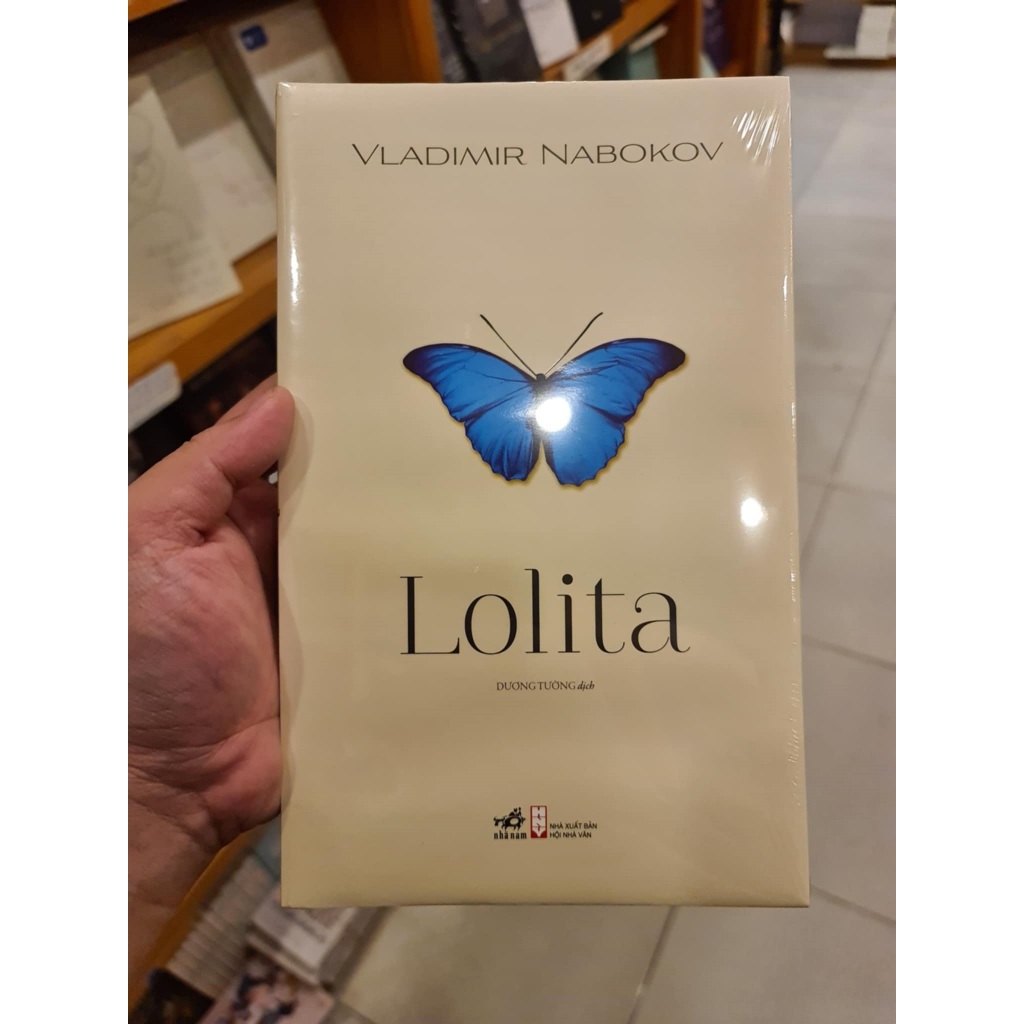 VLADIMIR NABOKOV
Lolita
DƯƠNG TƯỜNG dịch
nhã nam
NHÀ XUẤT BẢN
HỘI NHÀ VĂN